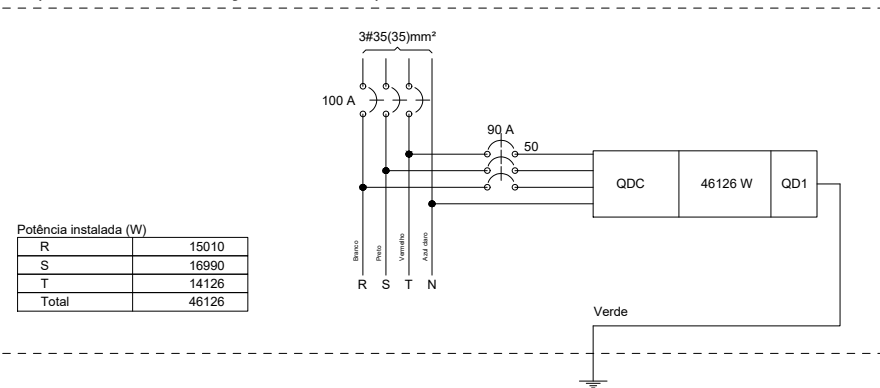 3#35(35)mm²
100 A
90 A
50
QDC
46126 W
QD1
Potência instalada (W)
R 15010
S 16990
T 14126
Total 46126
Branco
Preto
Vermelho
Azul claro
R S T N
Verde